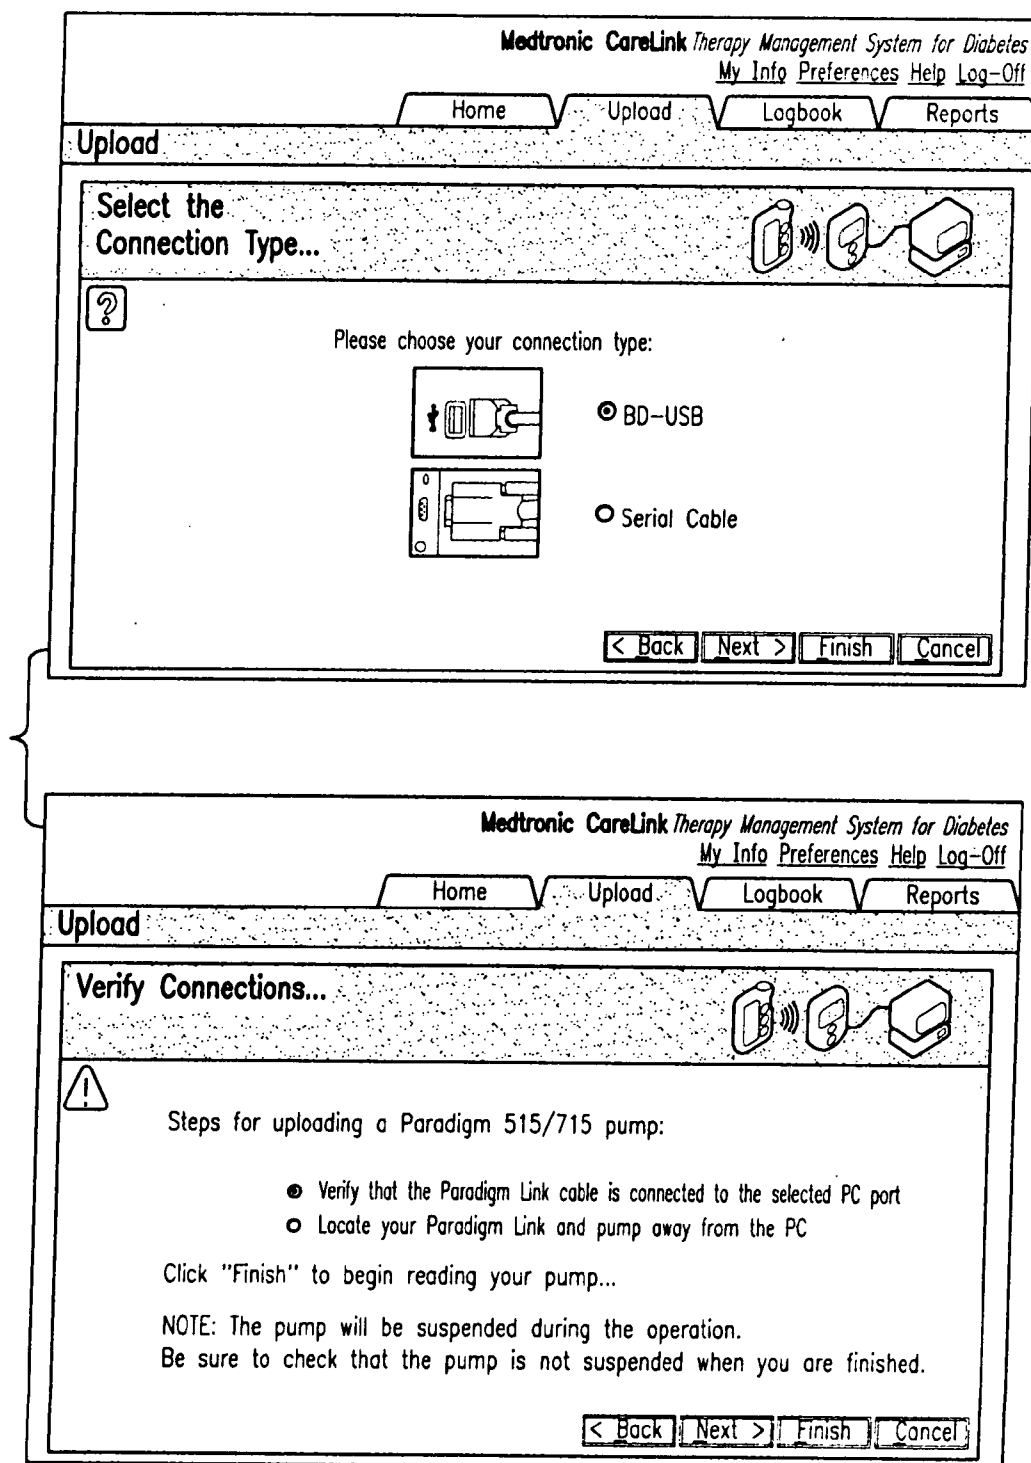 Medtronic CareLink Therapy Management System for Diabetes
My Info Preferences Help Log-Off
Home Upload Logbook Reports
Upload
Select the
Connection Type...
?
Please choose your connection type:
BD-USB
Serial Cable
< Back Next > Finish Cancel
Medtronic CareLink Therapy Management System for Diabetes
My Info Preferences Help Log-Off
Home Upload Logbook Reports
Upload
Verify Connections...
!
Steps for uploading a Paradigm 515/715 pump:
Verify that the Paradigm Link cable is connected to the selected PC port
Locate your Paradigm Link and pump away from the PC
Click "Finish" to begin reading your pump...
NOTE: The pump will be suspended during the operation.
Be sure to check that the pump is not suspended when you are finished.
< Back Next > Finish Cancel